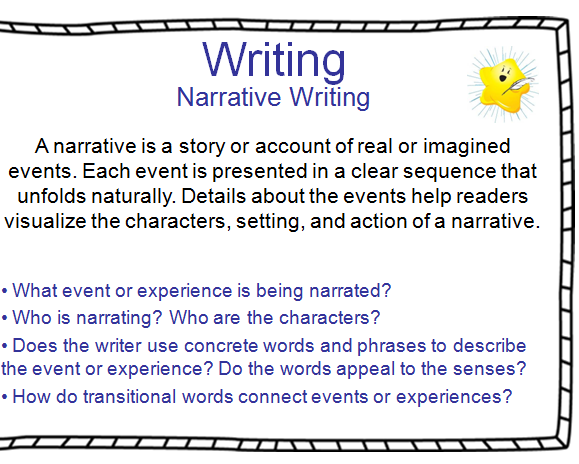 Writing
Narrative Writing
A narrative is a story or account of real or imagined
events. Each event is presented in a clear sequence that
unfolds naturally. Details about the events help readers
visualize the characters, setting, and action of a narrative.
• What event or experience is being narrated?
• Who is narrating? Who are the characters?
• Does the writer use concrete words and phrases to describe
the event or experience? Do the words appeal to the senses?
• How do transitional words connect events or experiences?